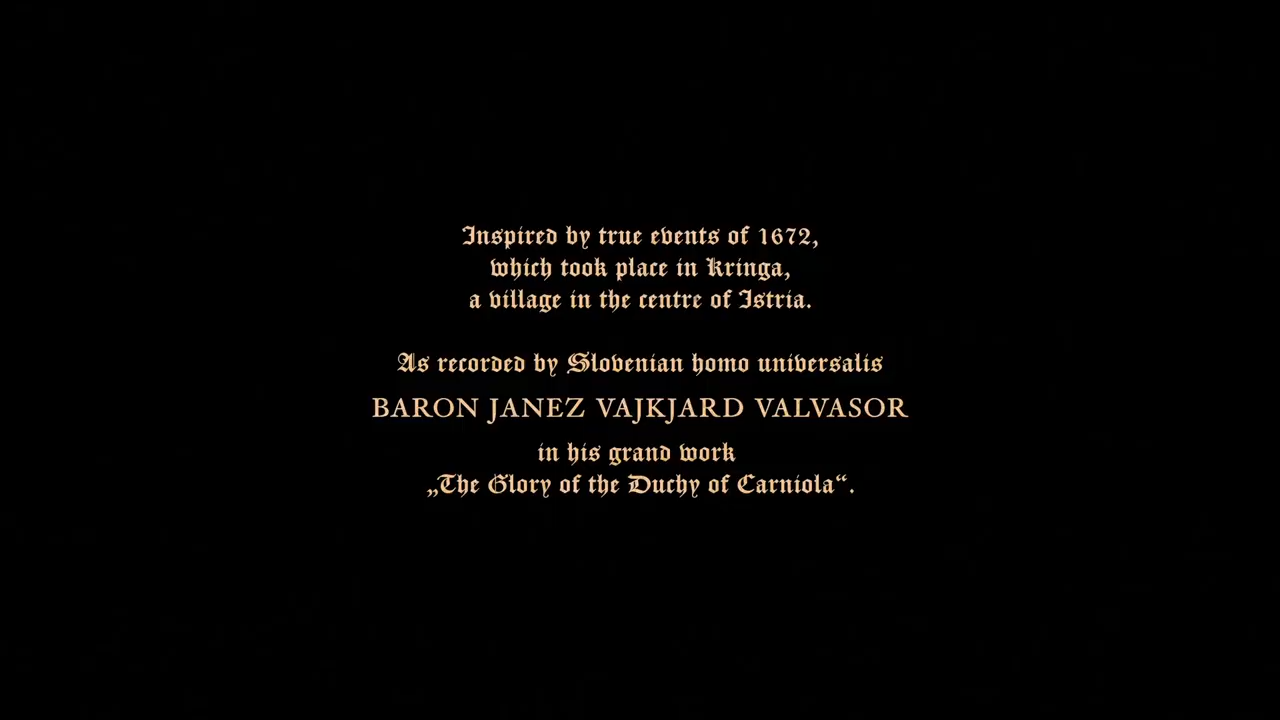 Inspired by true events of 1672,
which took place in Kringa,
a village in the centre of Istria.
As recorded by Slovenian homo universalis
BARON JANEZ VAJKJARD VALVASOR
in his grand work
„The Glory of the Duchy of Carniola“.